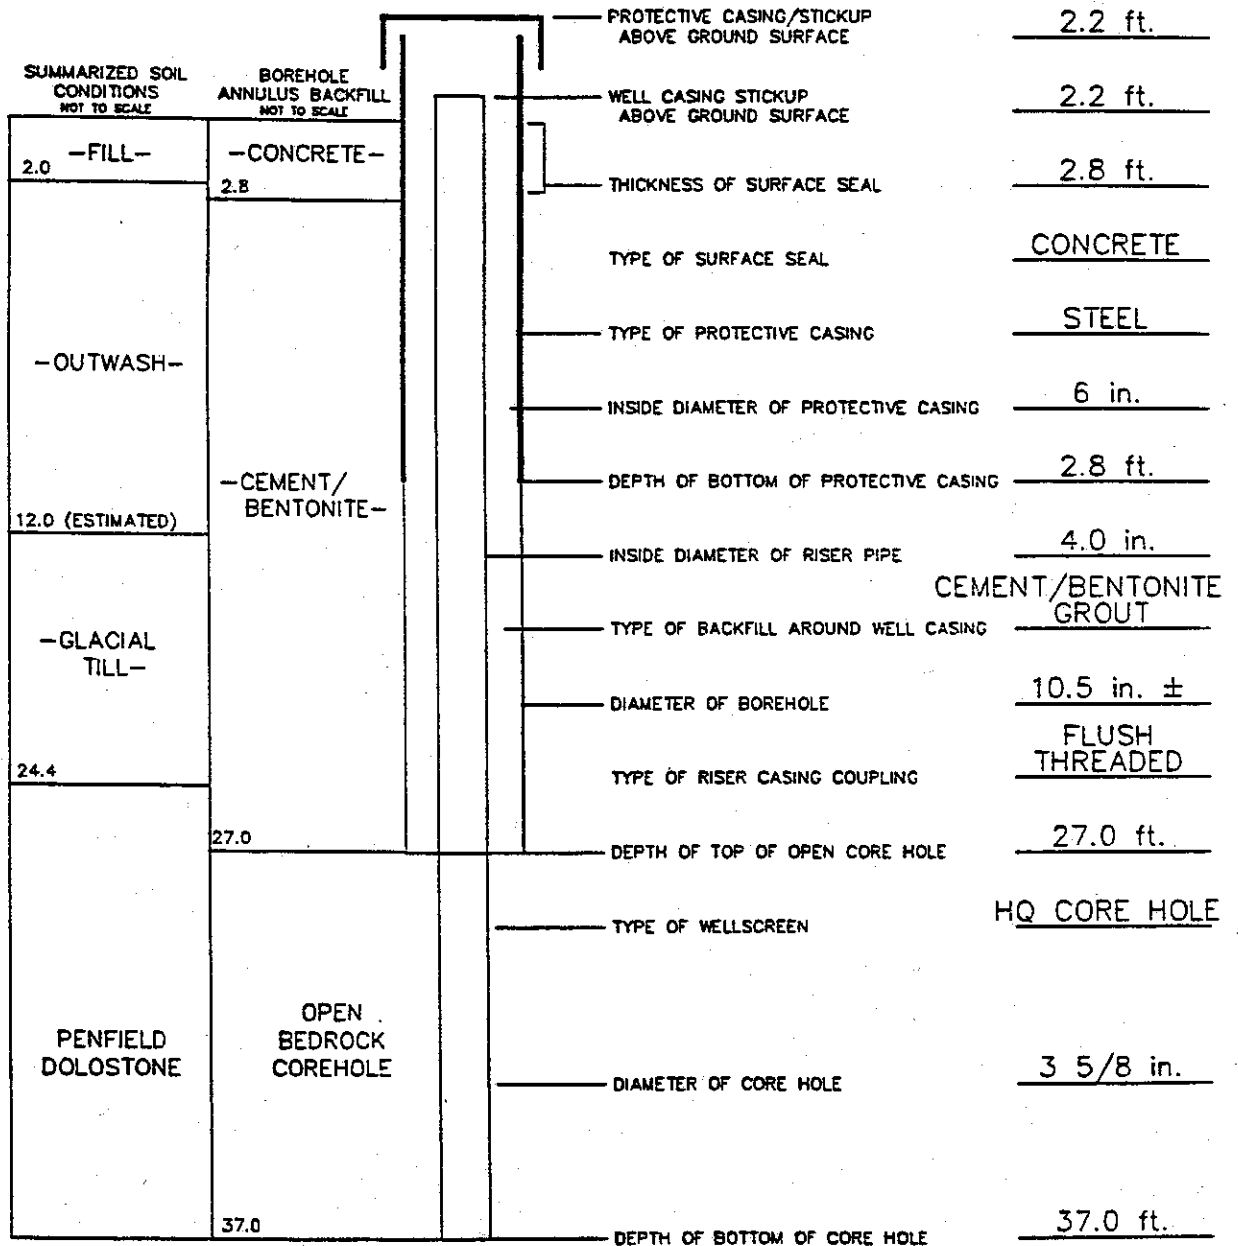 SUMMARIZED SOIL
CONDITIONS
NOT TO SCALE
—FILL—
2.0
—OUTWASH—
12.0 (ESTIMATED)
—GLACIAL
TILL—
24.4
PENFIELD
DOLOSTONE
BOREHOLE
ANNULUS BACKFILL
NOT TO SCALE
—CONCRETE—
2.8
—CEMENT/
BENTONITE—
27.0
OPEN
BEDROCK
COREHOLE
37.0
PROTECTIVE CASING/STICKUP
ABOVE GROUND SURFACE
2.2 ft.
WELL CASING STICKUP
ABOVE GROUND SURFACE
2.2 ft.
THICKNESS OF SURFACE SEAL
2.8 ft.
TYPE OF SURFACE SEAL
CONCRETE
TYPE OF PROTECTIVE CASING
STEEL
INSIDE DIAMETER OF PROTECTIVE CASING
6 in.
DEPTH OF BOTTOM OF PROTECTIVE CASING
2.8 ft.
INSIDE DIAMETER OF RISER PIPE
4.0 in.
TYPE OF BACKFILL AROUND WELL CASING
CEMENT/BENTONITE
GROUT
DIAMETER OF BOREHOLE
10.5 in. ±
TYPE OF RISER CASING COUPLING
FLUSH
THREADED
DEPTH OF TOP OF OPEN CORE HOLE
27.0 ft.
TYPE OF WELLSCREEN
HQ CORE HOLE
DIAMETER OF CORE HOLE
3 5/8 in.
DEPTH OF BOTTOM OF CORE HOLE
37.0 ft.